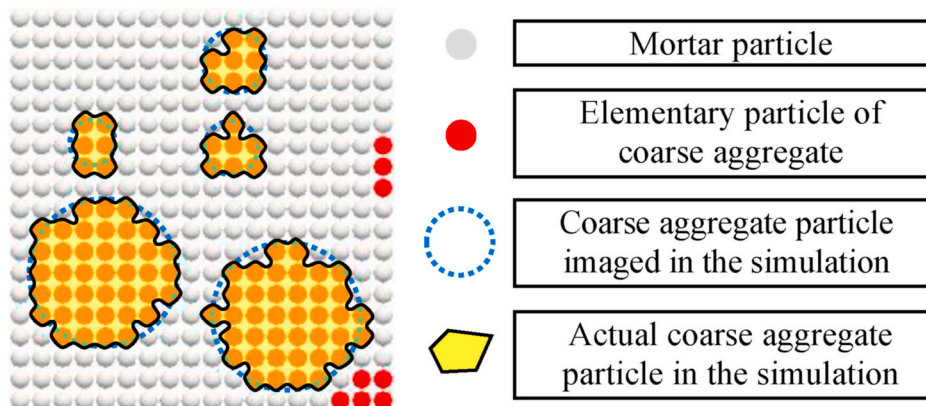 Mortar particle
Elementary particle of
coarse aggregate
Coarse aggregate particle
imaged in the simulation
Actual coarse aggregate
particle in the simulation